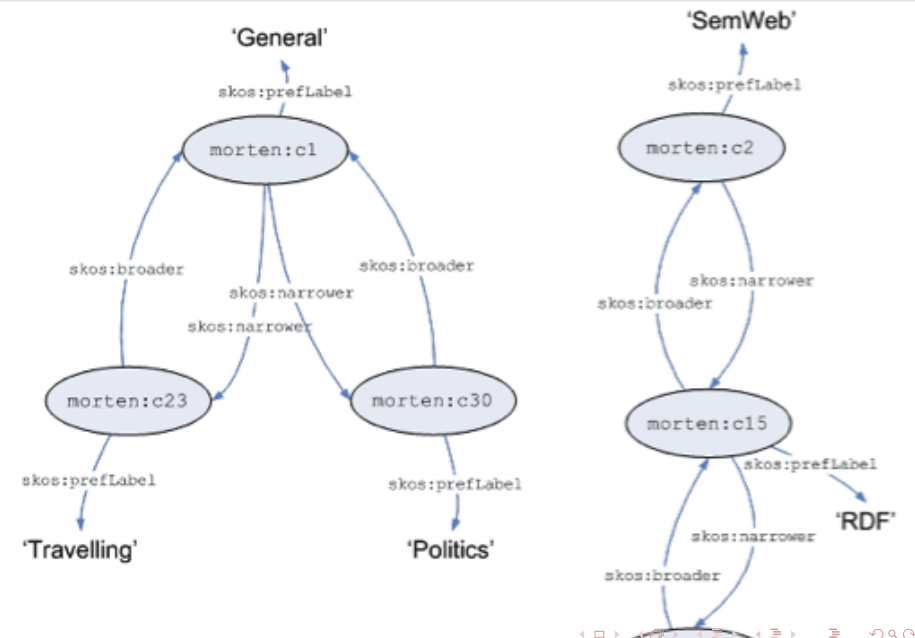 ‘General’
skos:prefLabel
morten:c1
skos:broader
skos:broader
skos:narrower
skos:narrower
morten:c23
morten:c30
skos:prefLabel
skos:prefLabel
‘Travelling’
‘Politics’
‘SemWeb’
skos:prefLabel
morten:c2
skos:narrower
skos:broader
morten:c15
skos:prefLabel
‘RDF’
skos:narrower
skos:broader